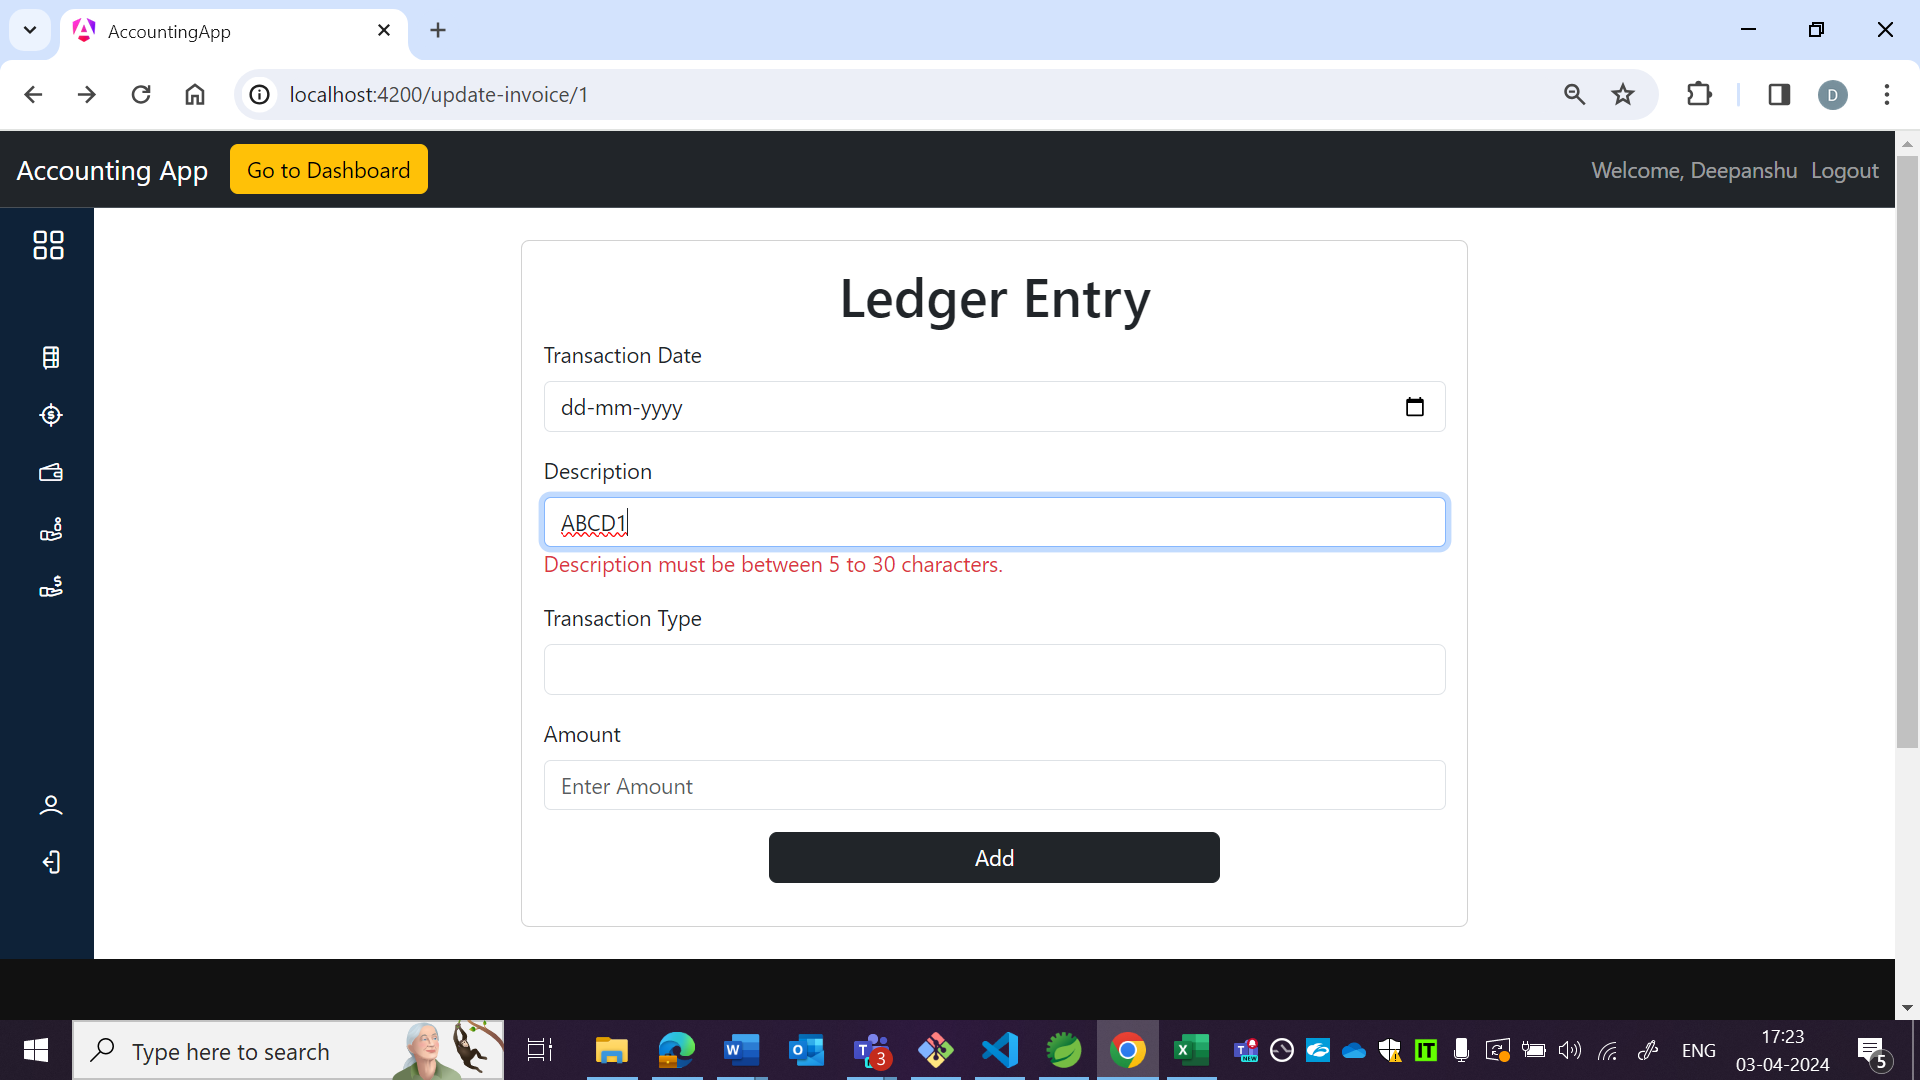 AccountingApp
localhost:4200/update-invoice/1
D
Accounting App
Go to Dashboard
Welcome, Deepanshu
Logout
Ledger Entry
Transaction Date
dd-mm-yyyy
Description
ABCD1
Description must be between 5 to 30 characters.
Transaction Type
Amount
Enter Amount
Add
Type here to search
3
ENG
17:23
03-04-2024
5